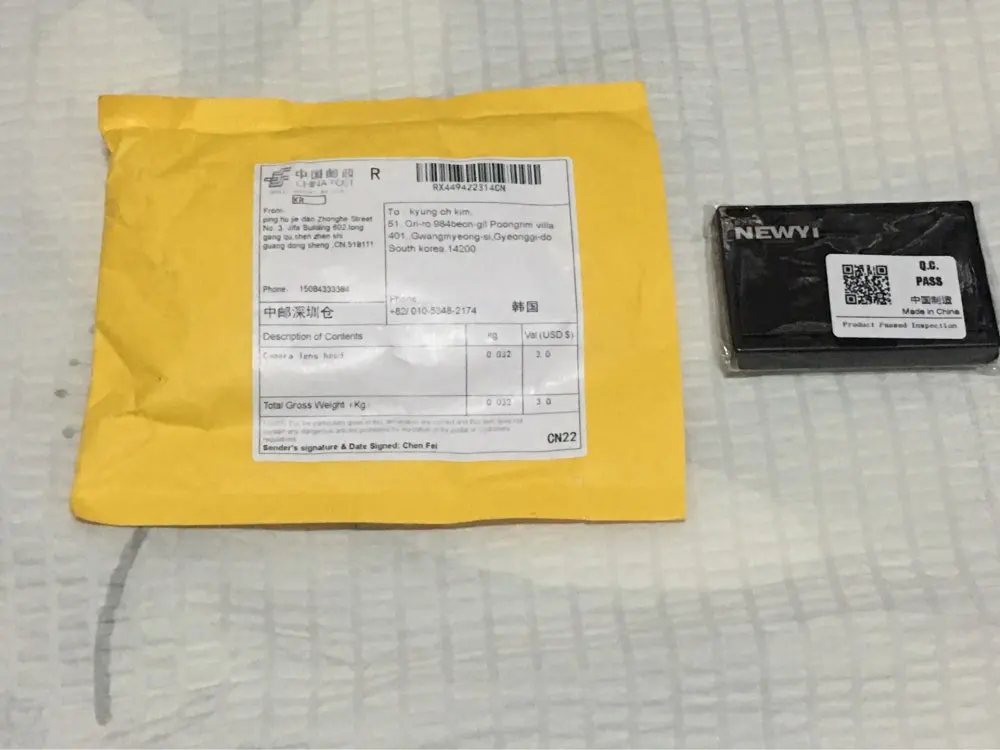 中国邮政
CHINA POST
R
RX449422314CN
KR
From:
ping hu jie dao Zhonghe Street
No. 3, Jifa Building 602,long
gang qu shen zhen shi
guang dong sheng ,CN,518111
Phone: 15084333384
To : kyung oh kim,
51, Ori-ro 984beon-gil Poongnim villa
401, Gwangmyeong-si,Gyeonggi-do
South korea,14200
Phone:
+82/ 010-5348-2174
韩国
中邮深圳仓
Description of Contents
Kg.
Val (USD $)
Camera lens hood
0.032
3.0
Total Gross Weight (Kg)
3.0
Sender's signature & Date Signed: Chen Fei
CN22
NEWYI
Q.C.
PASS
中国制造
Made in China
Product Passed Inspection